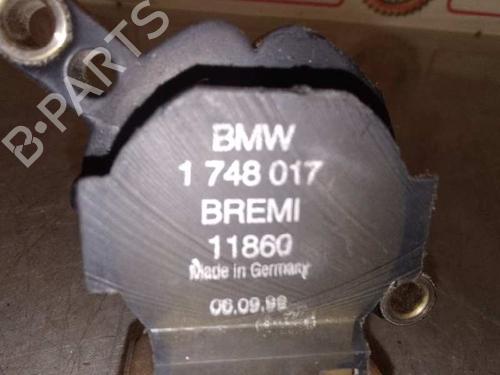 B-PARTS
BMW
1 748 017
BREMI
11860
Made in Germany
06.09.99